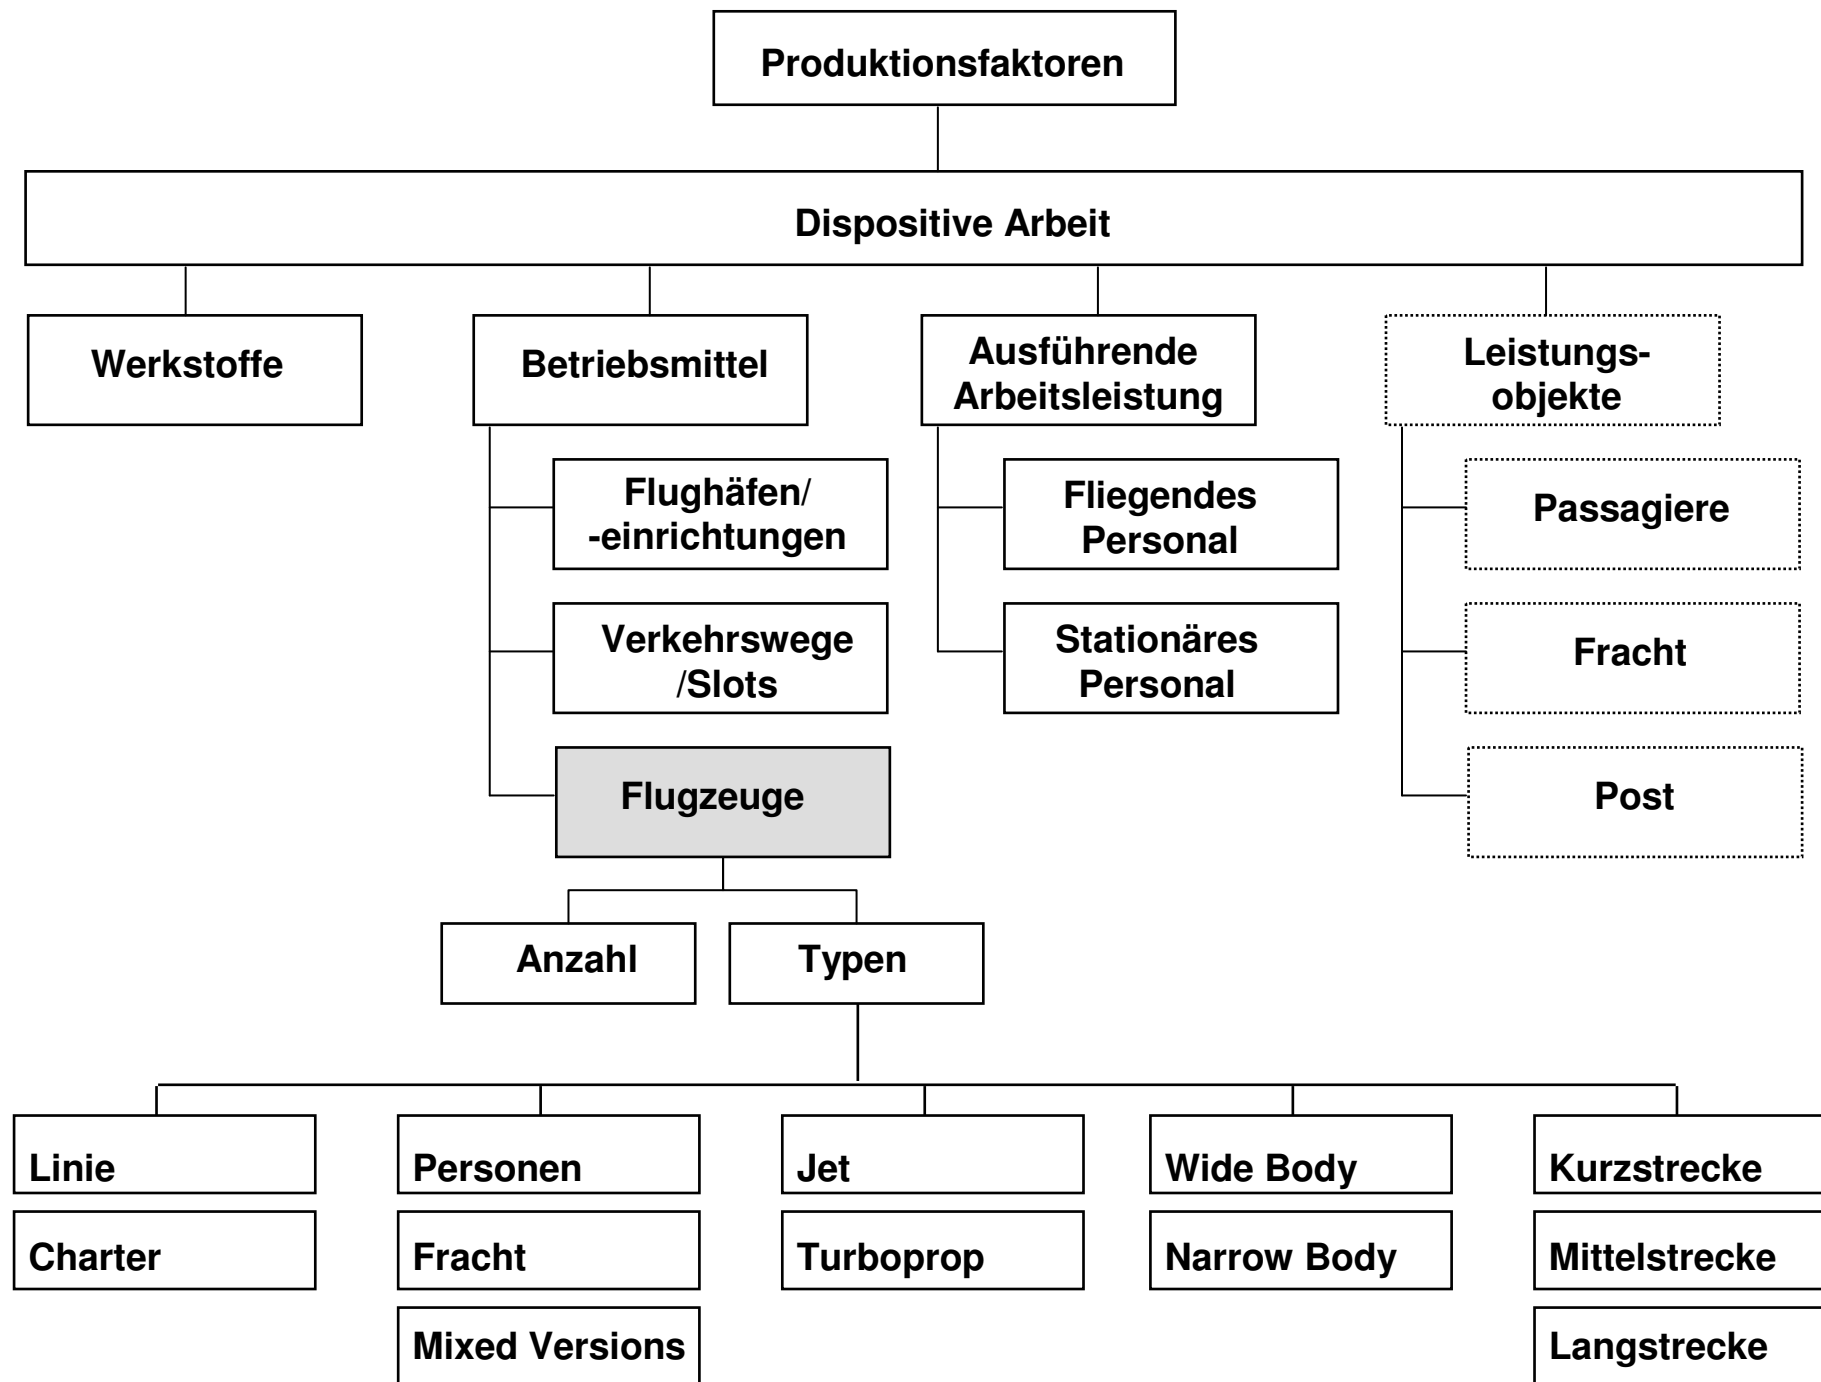 Produktionsfaktoren
Dispositive Arbeit
Werkstoffe
Betriebsmittel
Ausführende
Arbeitsleistung
Leistungs-
objekte
Flughäfen/
-einrichtungen
Fliegendes
Personal
Passagiere
Verkehrswege
/Slots
Stationäres
Personal
Fracht
Flugzeuge
Post
Anzahl
Typen
Linie
Personen
Jet
Wide Body
Kurzstrecke
Charter
Fracht
Turboprop
Narrow Body
Mittelstrecke
Mixed Versions
Langstrecke